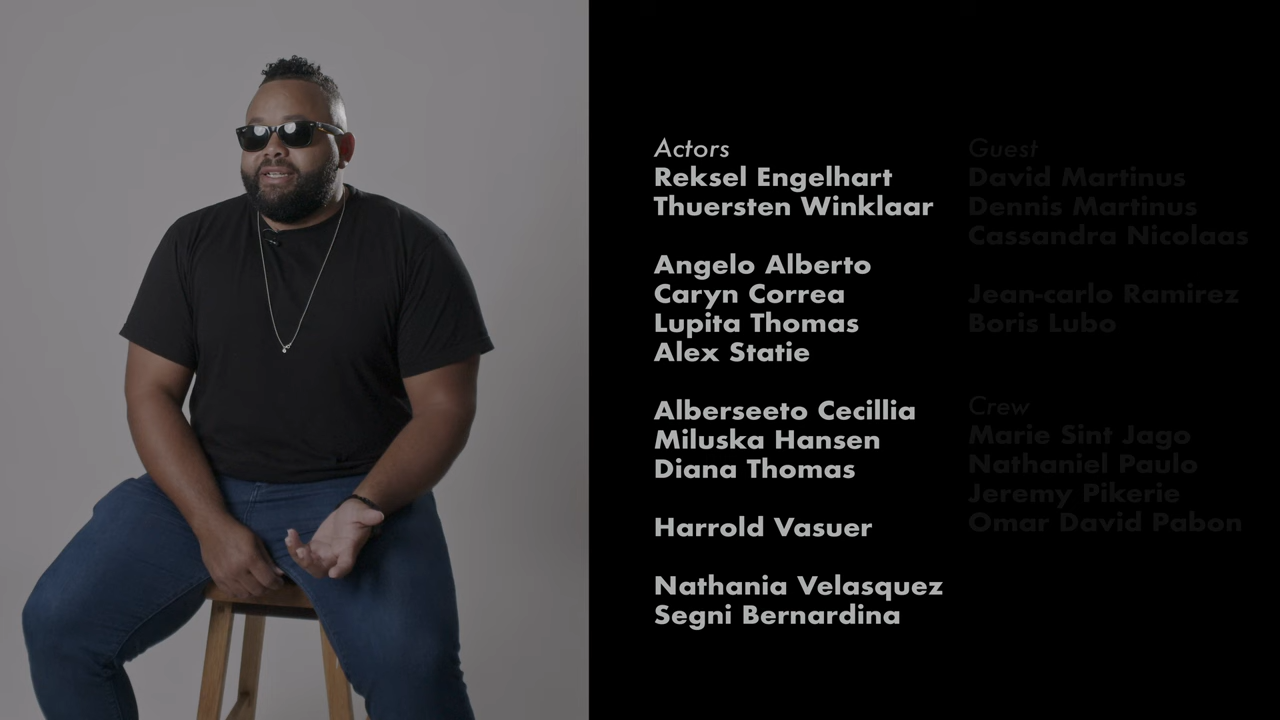 Actors
Reksel Engelhart
Thuersten Winklaar
Angelo Alberto
Caryn Correa
Lupita Thomas
Alex Statie
Alberseeto Cecillia
Miluska Hansen
Diana Thomas
Harrold Vasuer
Nathania Velasquez
Segni Bernardina
Guest
David Martinus
Dennis Martinus
Cassandra Nicolaas
Jean-carlo Ramirez
Boris Lubo
Crew
Marie Sint Jago
Nathaniel Paulo
Jeremy Pikerie
Omar David Pabon